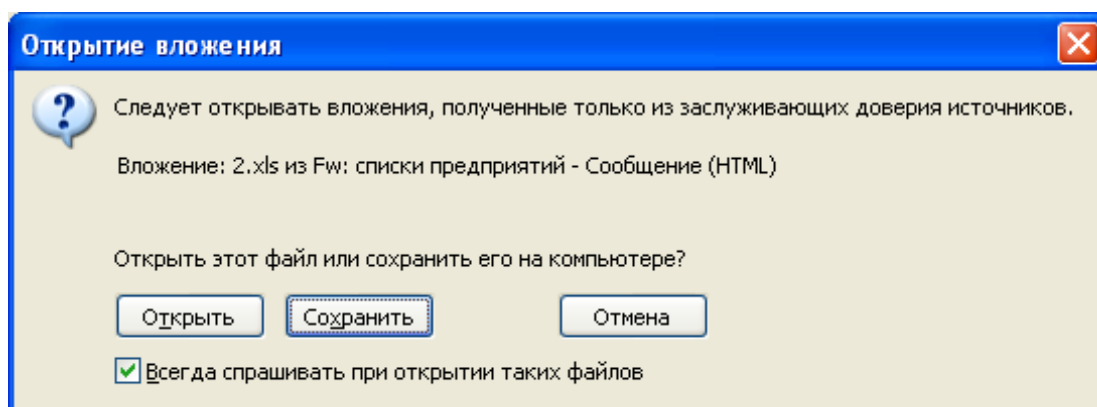 Открытие вложения
Следует открывать вложения, полученные только из заслуживающих доверия источников.
Вложение: 2.xls из Fw: списки предприятий - Сообщение (HTML)
Открыть этот файл или сохранить его на компьютере?
Открыть Сохранить Отмена
Всегда спрашивать при открытии таких файлов